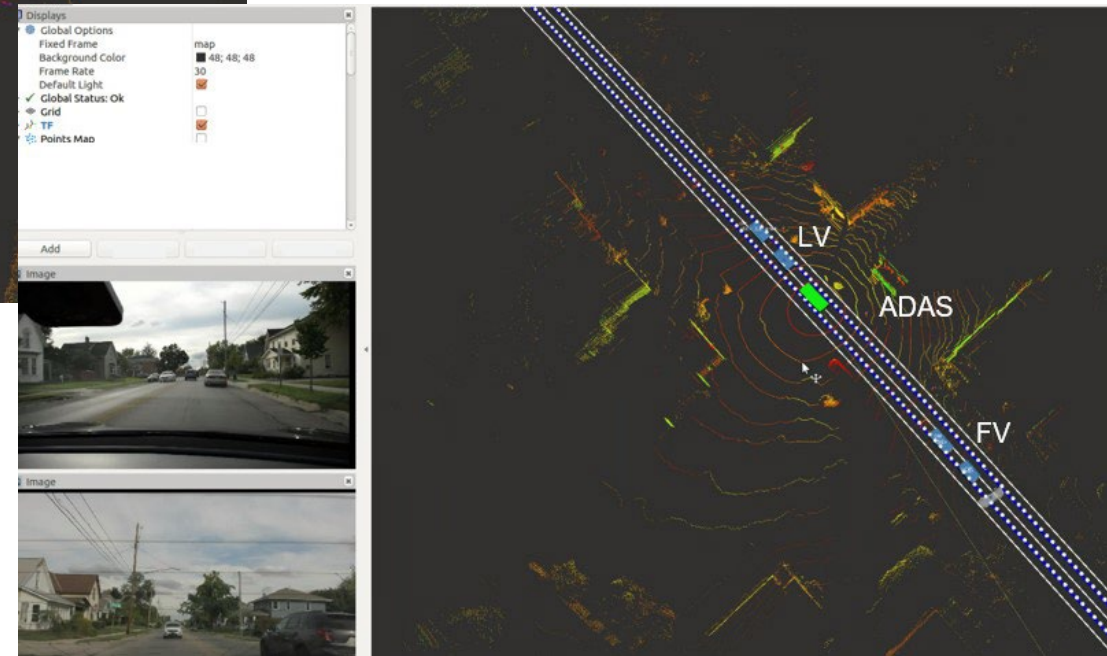 Displays
Global Options
Fixed Frame map
Background Color 48; 48; 48
Frame Rate 30
Default Light
Global Status: Ok
Grid
TF
Points Map
Add
Image
Image
LV
ADAS
FV